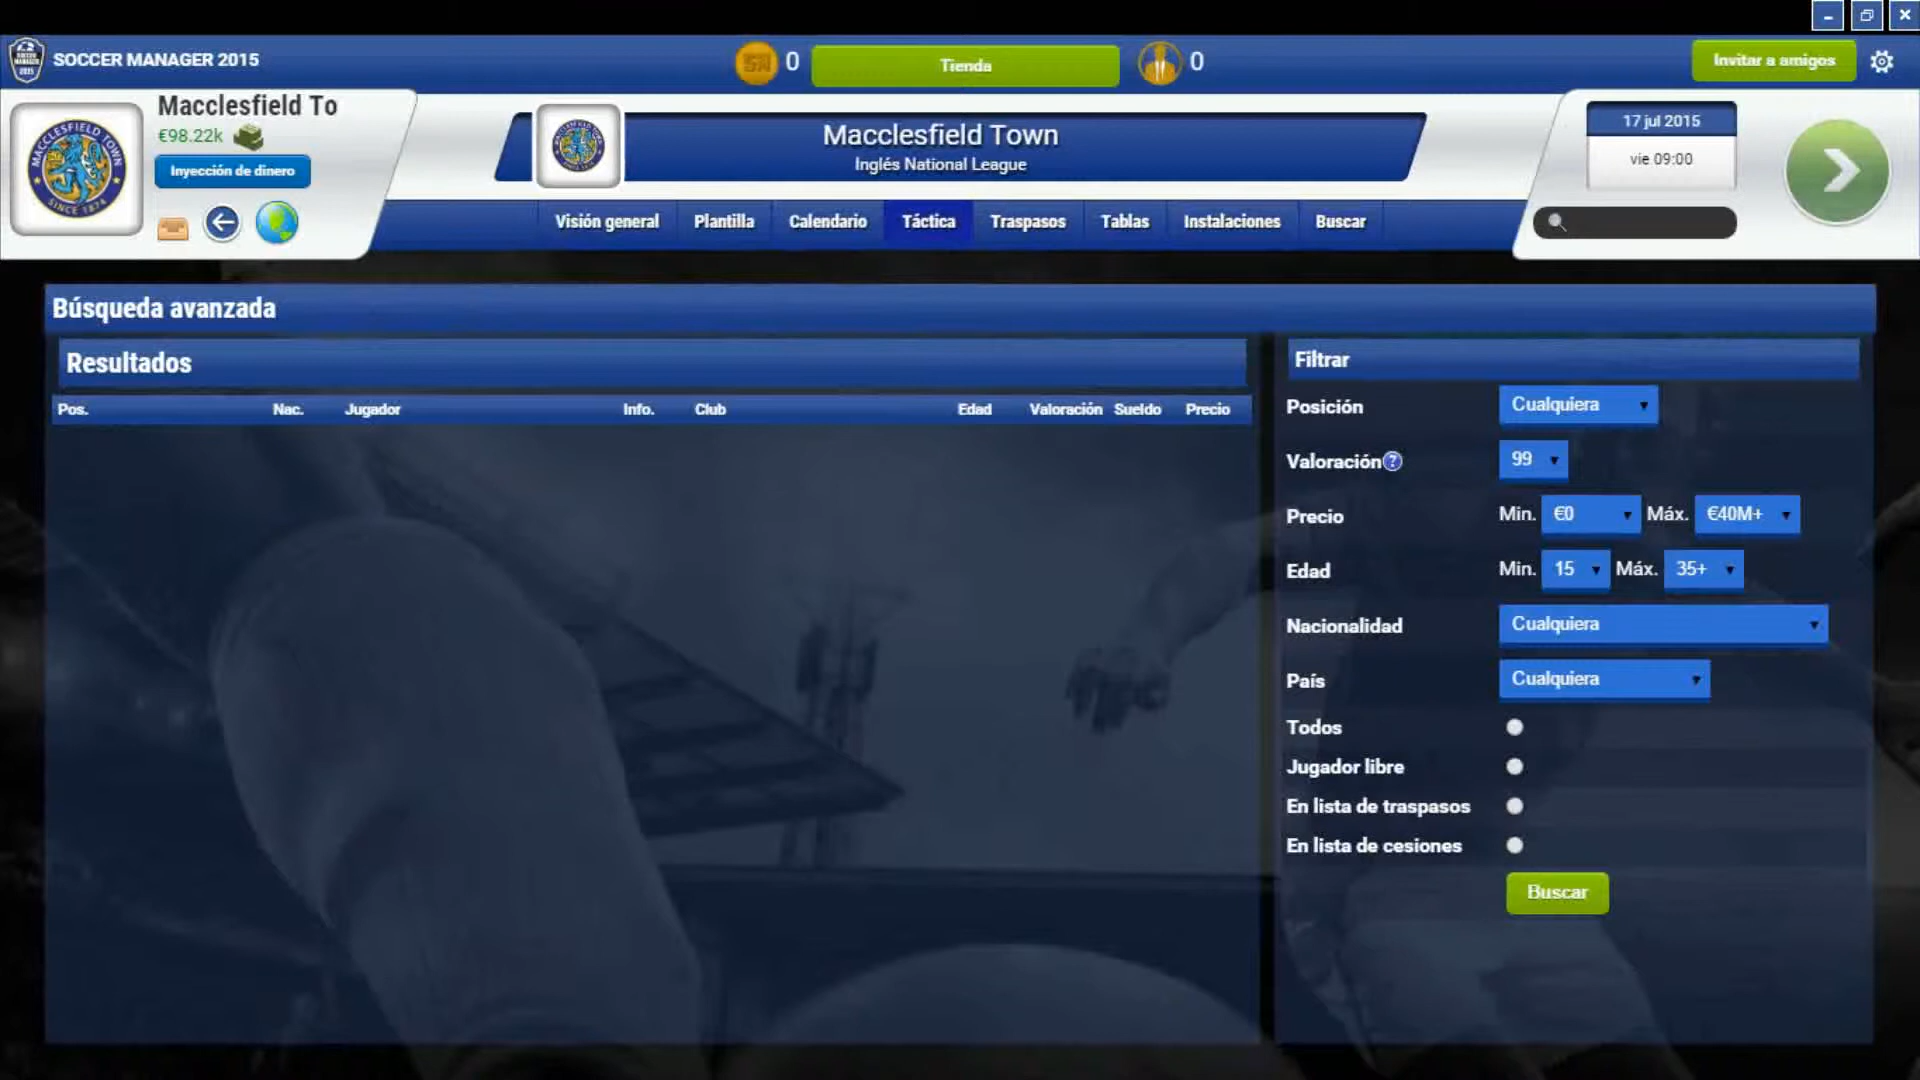 SOCCER MANAGER 2015
0
Tienda
0
Invitar a amigos
Macclesfield To
€98.22k
Inyección de dinero
MACCLESFIELD TOWN
SINCE 1874
Macclesfield Town
Inglés National League
17 jul 2015
vie 09:00
Visión general
Plantilla
Calendario
Táctica
Traspasos
Tablas
Instalaciones
Buscar
Búsqueda avanzada
Resultados
Pos. Nac. Jugador Info. Club Edad Valoración Sueldo Precio
Filtrar
Posición Cualquiera
Valoración ? 99
Precio Min. €0 Máx. €40M+
Edad Min. 15 Máx. 35+
Nacionalidad Cualquiera
País Cualquiera
Todos
Jugador libre
En lista de traspasos
En lista de cesiones
Buscar